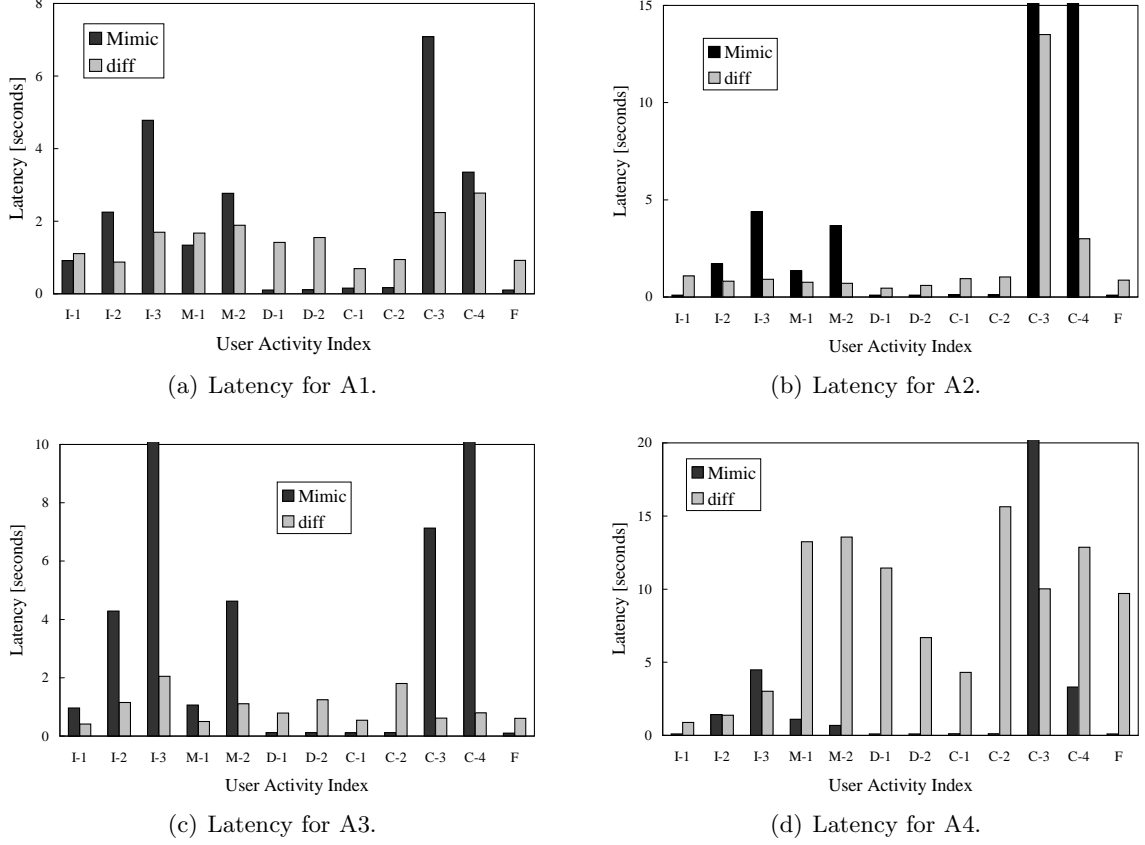 8
6
4
2
0
Latency [seconds]
Mimic
diff
I-1 I-2 I-3 M-1 M-2 D-1 D-2 C-1 C-2 C-3 C-4 F
User Activity Index
(a) Latency for A1.
15
10
5
0
Latency [seconds]
Mimic
diff
I-1 I-2 I-3 M-1 M-2 D-1 D-2 C-1 C-2 C-3 C-4 F
User Activity Index
(b) Latency for A2.
10
8
6
4
2
0
Latency [seconds]
Mimic
diff
I-1 I-2 I-3 M-1 M-2 D-1 D-2 C-1 C-2 C-3 C-4 F
User Activity Index
(c) Latency for A3.
20
15
10
5
0
Latency [seconds]
Mimic
diff
I-1 I-2 I-3 M-1 M-2 D-1 D-2 C-1 C-2 C-3 C-4 F
User Activity Index
(d) Latency for A4.